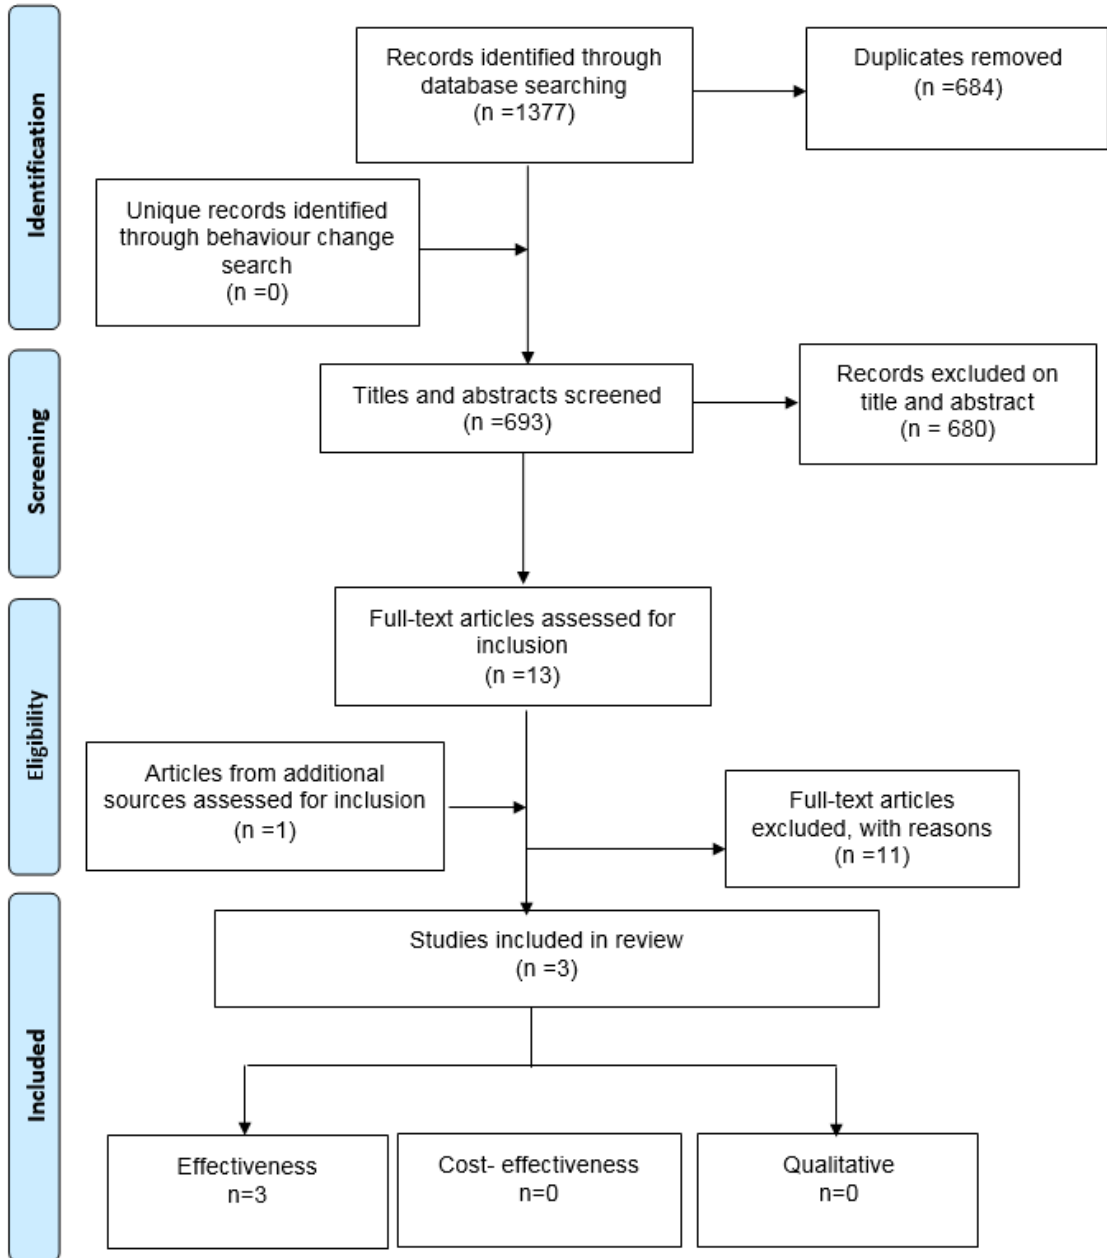 Identification
Records identified through
database searching
(n =1377)
Duplicates removed
(n =684)
Unique records identified
through behaviour change
search
(n =0)
Screening
Titles and abstracts screened
(n =693)
Records excluded on
title and abstract
(n = 680)
Eligibility
Full-text articles assessed for
inclusion
(n =13)
Articles from additional
sources assessed for inclusion
(n =1)
Full-text articles
excluded, with reasons
(n =11)
Included
Studies included in review
(n =3)
Effectiveness
n=3
Cost- effectiveness
n=0
Qualitative
n=0